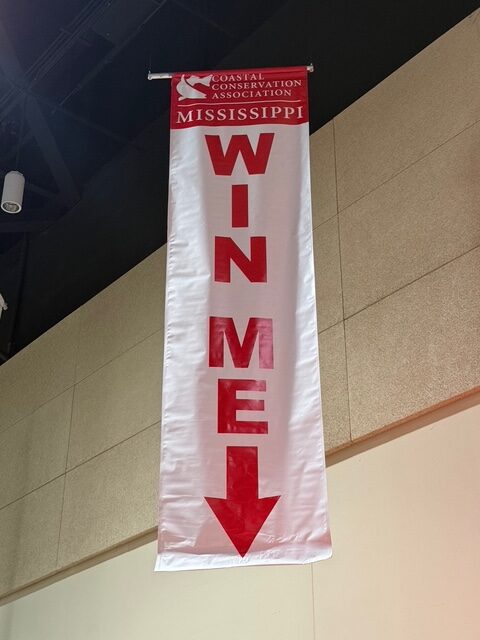 COASTAL
CONSERVATION
ASSOCIATION
MISSISSIPPI
W
I
N
M
E